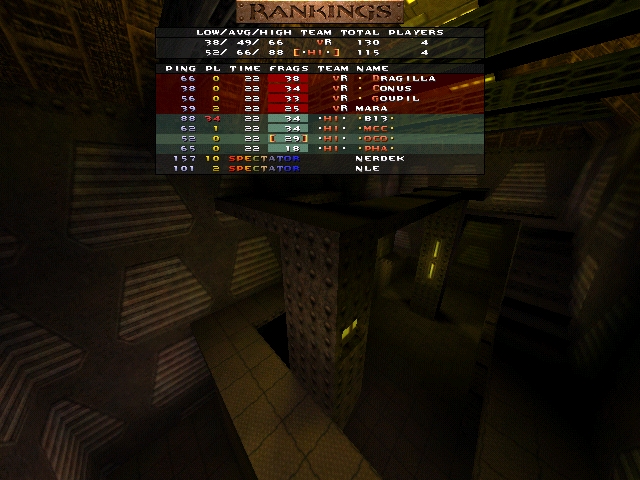 RANKINGS
LOW/AVG/HIGH TEAM TOTAL PLAYERS
38/ 49/ 66 VR 130 4
52/ 66/ 88 [·HI·] 115 4
PING PL TIME FRAGS TEAM NAME
66 0 22 38 VR · DRAGILLA
38 0 22 34 VR · CONUS
56 0 22 33 VR · GOUPIL
39 2 22 25 VR MARA
88 34 22 34 ·HI· ·B13·
62 1 22 34 ·HI· ·MCC·
52 0 22 [ 29] ·HI· ·OGO·
65 0 22 18 ·HI· ·PHA·
157 10 SPECTATOR NERDEK
101 2 SPECTATOR NLE